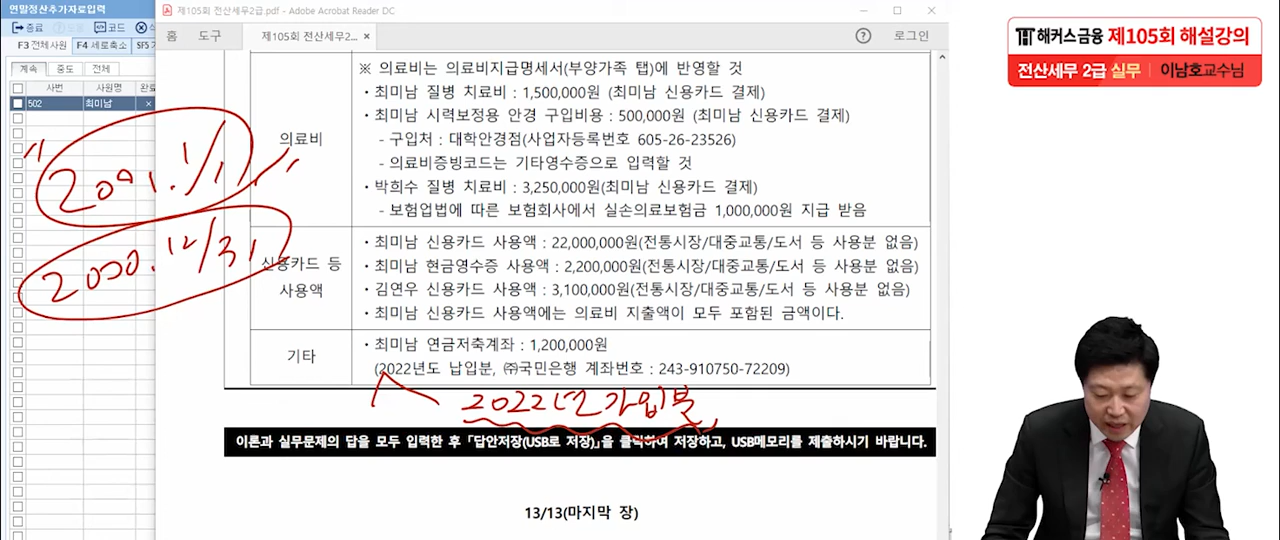 연말정산추가자료입력
종료
코드
F3 전체사원
F4 세로축소
SF5
계속 중도 전체
사번 사원명 완료
502 최미남 ×
제105회 전산세무2급.pdf - Adobe Acrobat Reader DC
홈 도구 제105회 전산세무2... × 로그인
의료비
※ 의료비는 의료비지급명세서(부양가족 탭)에 반영할 것
・최미남 질병 치료비 : 1,500,000원 (최미남 신용카드 결제)
・최미남 시력보정용 안경 구입비용 : 500,000원 (최미남 신용카드 결제)
- 구입처 : 대학안경점(사업자등록번호 605-26-23526)
- 의료비증빙코드는 기타영수증으로 입력할 것
・박희수 질병 치료비 : 3,250,000원(최미남 신용카드 결제)
- 보험업법에 따른 보험회사에서 실손의료보험금 1,000,000원 지급 받음
신용카드 등
사용액
・최미남 신용카드 사용액 : 22,000,000원(전통시장/대중교통/도서 등 사용분 없음)
・최미남 현금영수증 사용액 : 2,200,000원(전통시장/대중교통/도서 등 사용분 없음)
・김연우 신용카드 사용액 : 3,100,000원(전통시장/대중교통/도서 등 사용분 없음)
・최미남 신용카드 사용액에는 의료비 지출액이 모두 포함된 금액이다.
기타
・최미남 연금저축계좌 : 1,200,000원
(2022년도 납입분, ㈜국민은행 계좌번호 : 243-910750-72209)
2022년 가입분
이론과 실무문제의 답을 모두 입력한 후 「답안저장(USB로 저장)」을 클릭하여 저장하고, USB메모리를 제출하시기 바랍니다.
13/13(마지막 장)
"2001. 1/1"
2000. 12/31
해커스금융 제105회 해설강의
전산세무 2급 실무 | 이남호교수님